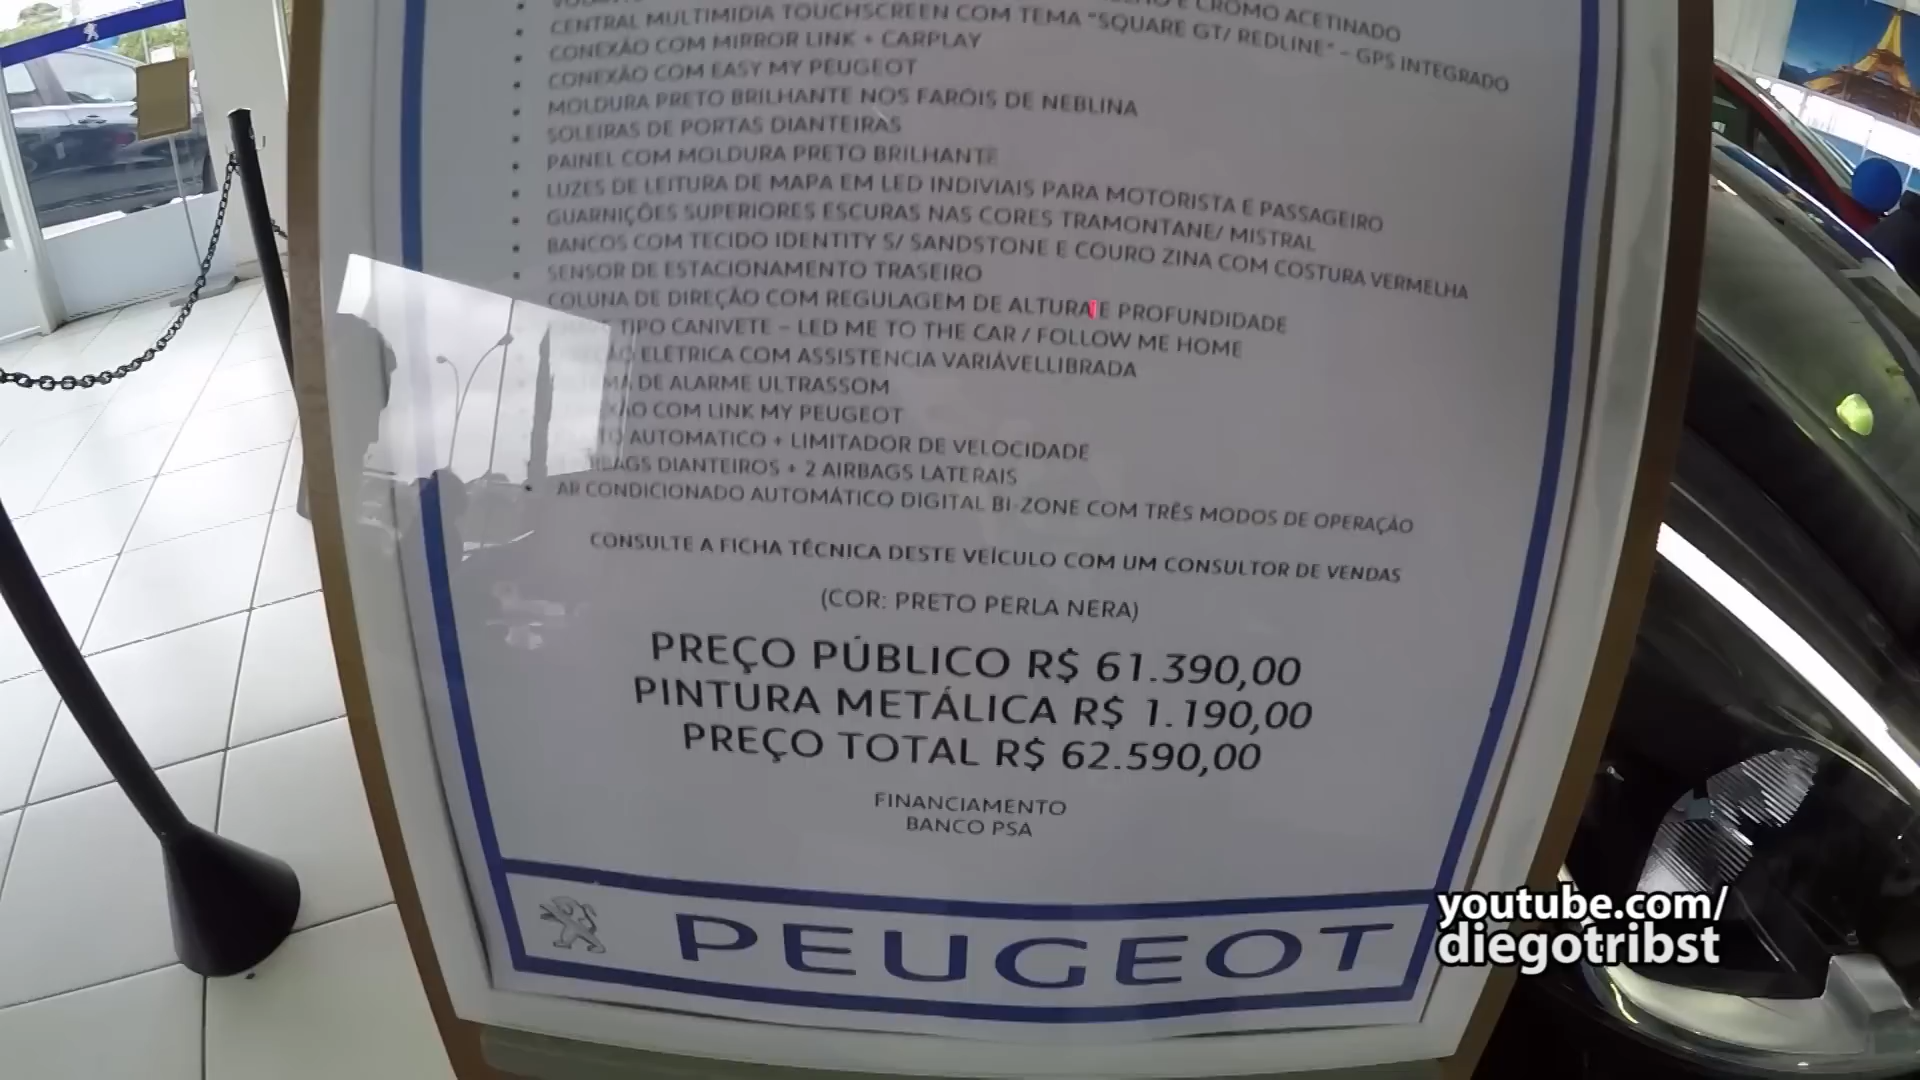 E CROMO ACETINADO
CENTRAL MULTIMIDIA TOUCHSCREEN COM TEMA "SQUARE GT/ REDLINE" – GPS INTEGRADO
CONEXÃO COM MIRROR LINK + CARPLAY
CONEXÃO COM EASY MY PEUGEOT
MOLDURA PRETO BRILHANTE NOS FARÓIS DE NEBLINA
SOLEIRAS DE PORTAS DIANTEIRAS
PAINEL COM MOLDURA PRETO BRILHANTE
LUZES DE LEITURA DE MAPA EM LED INDIVIAIS PARA MOTORISTA E PASSAGEIRO
GUARNIÇÕES SUPERIORES ESCURAS NAS CORES TRAMONTANE/ MISTRAL
BANCOS COM TECIDO IDENTITY S/ SANDSTONE E COURO ZINA COM COSTURA VERMELHA
SENSOR DE ESTACIONAMENTO TRASEIRO
COLUNA DE DIREÇÃO COM REGULAGEM DE ALTURA E PROFUNDIDADE
TIPO CANIVETE – LED ME TO THE CAR / FOLLOW ME HOME
ELÉTRICA COM ASSISTENCIA VARIÁVELLIBRADA
DE ALARME ULTRASSOM
COM LINK MY PEUGEOT
AUTOMATICO + LIMITADOR DE VELOCIDADE
DIANTEIROS + 2 AIRBAGS LATERAIS
AR CONDICIONADO AUTOMÁTICO DIGITAL BI-ZONE COM TRÊS MODOS DE OPERAÇÃO
CONSULTE A FICHA TÉCNICA DESTE VEÍCULO COM UM CONSULTOR DE VENDAS
(COR: PRETO PERLA NERA)
PREÇO PÚBLICO R$ 61.390,00
PINTURA METÁLICA R$ 1.190,00
PREÇO TOTAL R$ 62.590,00
FINANCIAMENTO
BANCO PSA
PEUGEOT
youtube.com/
diegotribst